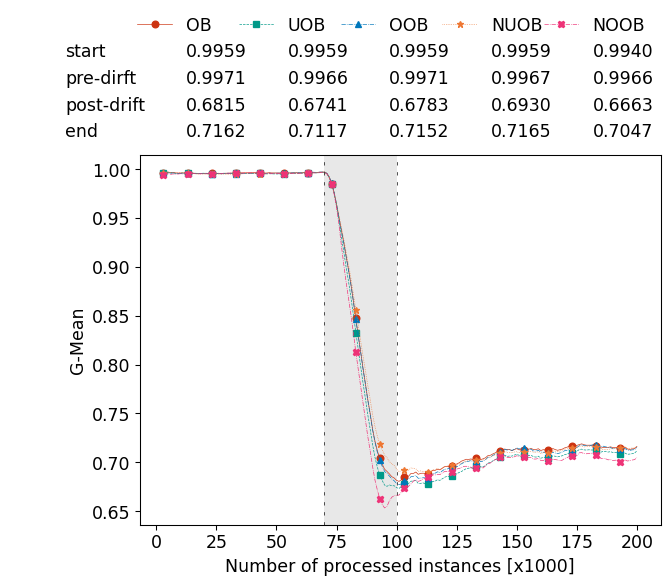 OB UOB OOB NUOB NOOB
start 0.9959 0.9959 0.9959 0.9959 0.9940
pre-dirft 0.9971 0.9966 0.9971 0.9967 0.9966
post-drift 0.6815 0.6741 0.6783 0.6930 0.6663
end 0.7162 0.7117 0.7152 0.7165 0.7047
1.00
0.95
0.90
0.85
0.80
0.75
0.70
0.65
G-Mean
0 25 50 75 100 125 150 175 200
Number of processed instances [x1000]